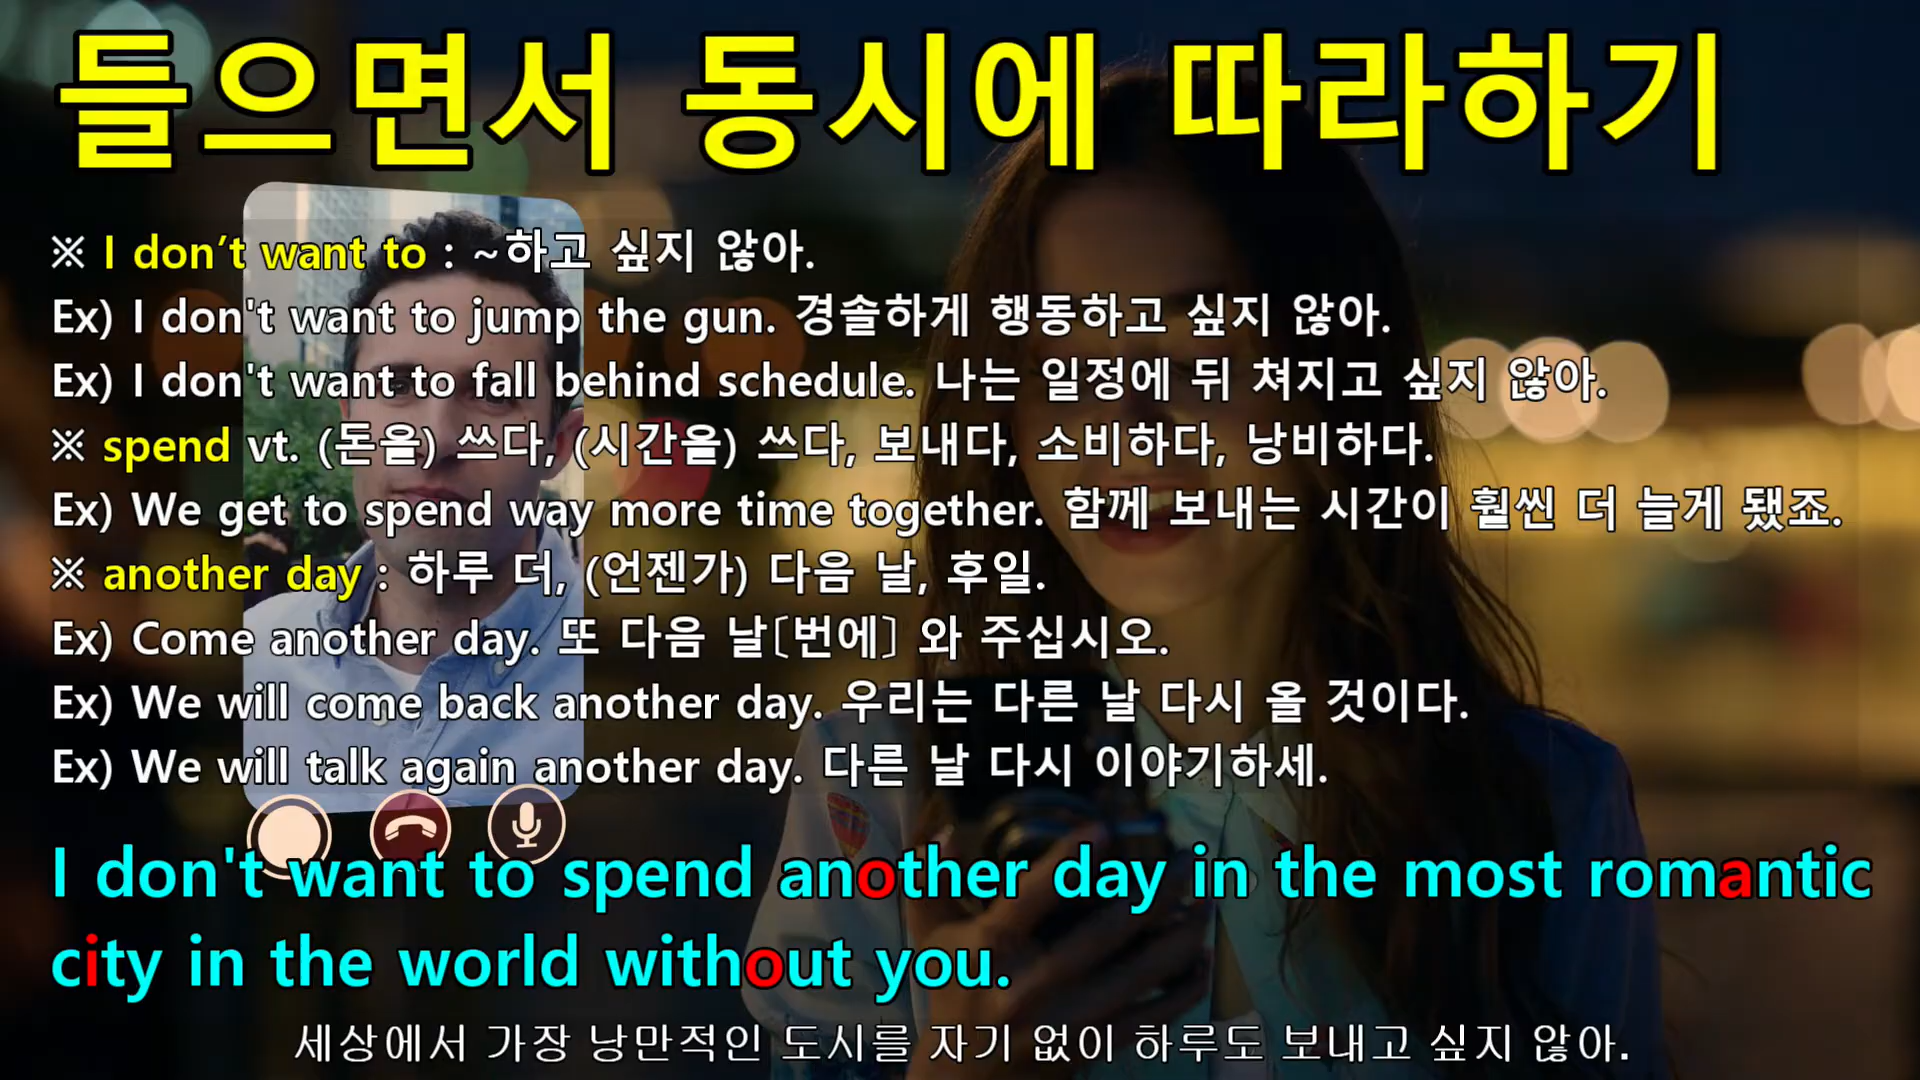 들으면서 동시에 따라하기
※ I don’t want to : ~하고 싶지 않아.
Ex) I don't want to jump the gun. 경솔하게 행동하고 싶지 않아.
Ex) I don't want to fall behind schedule. 나는 일정에 뒤 쳐지고 싶지 않아.
※ spend vt. (돈을) 쓰다, (시간을) 쓰다, 보내다, 소비하다, 낭비하다.
Ex) We get to spend way more time together. 함께 보내는 시간이 훨씬 더 늘게 됐죠.
※ another day : 하루 더, (언젠가) 다음 날, 후일.
Ex) Come another day. 또 다음 날[번에] 와 주십시오.
Ex) We will come back another day. 우리는 다른 날 다시 올 것이다.
Ex) We will talk again another day. 다른 날 다시 이야기하세.
I don't want to spend another day in the most romantic
city in the world without you.
세상에서 가장 낭만적인 도시를 자기 없이 하루도 보내고 싶지 않아.